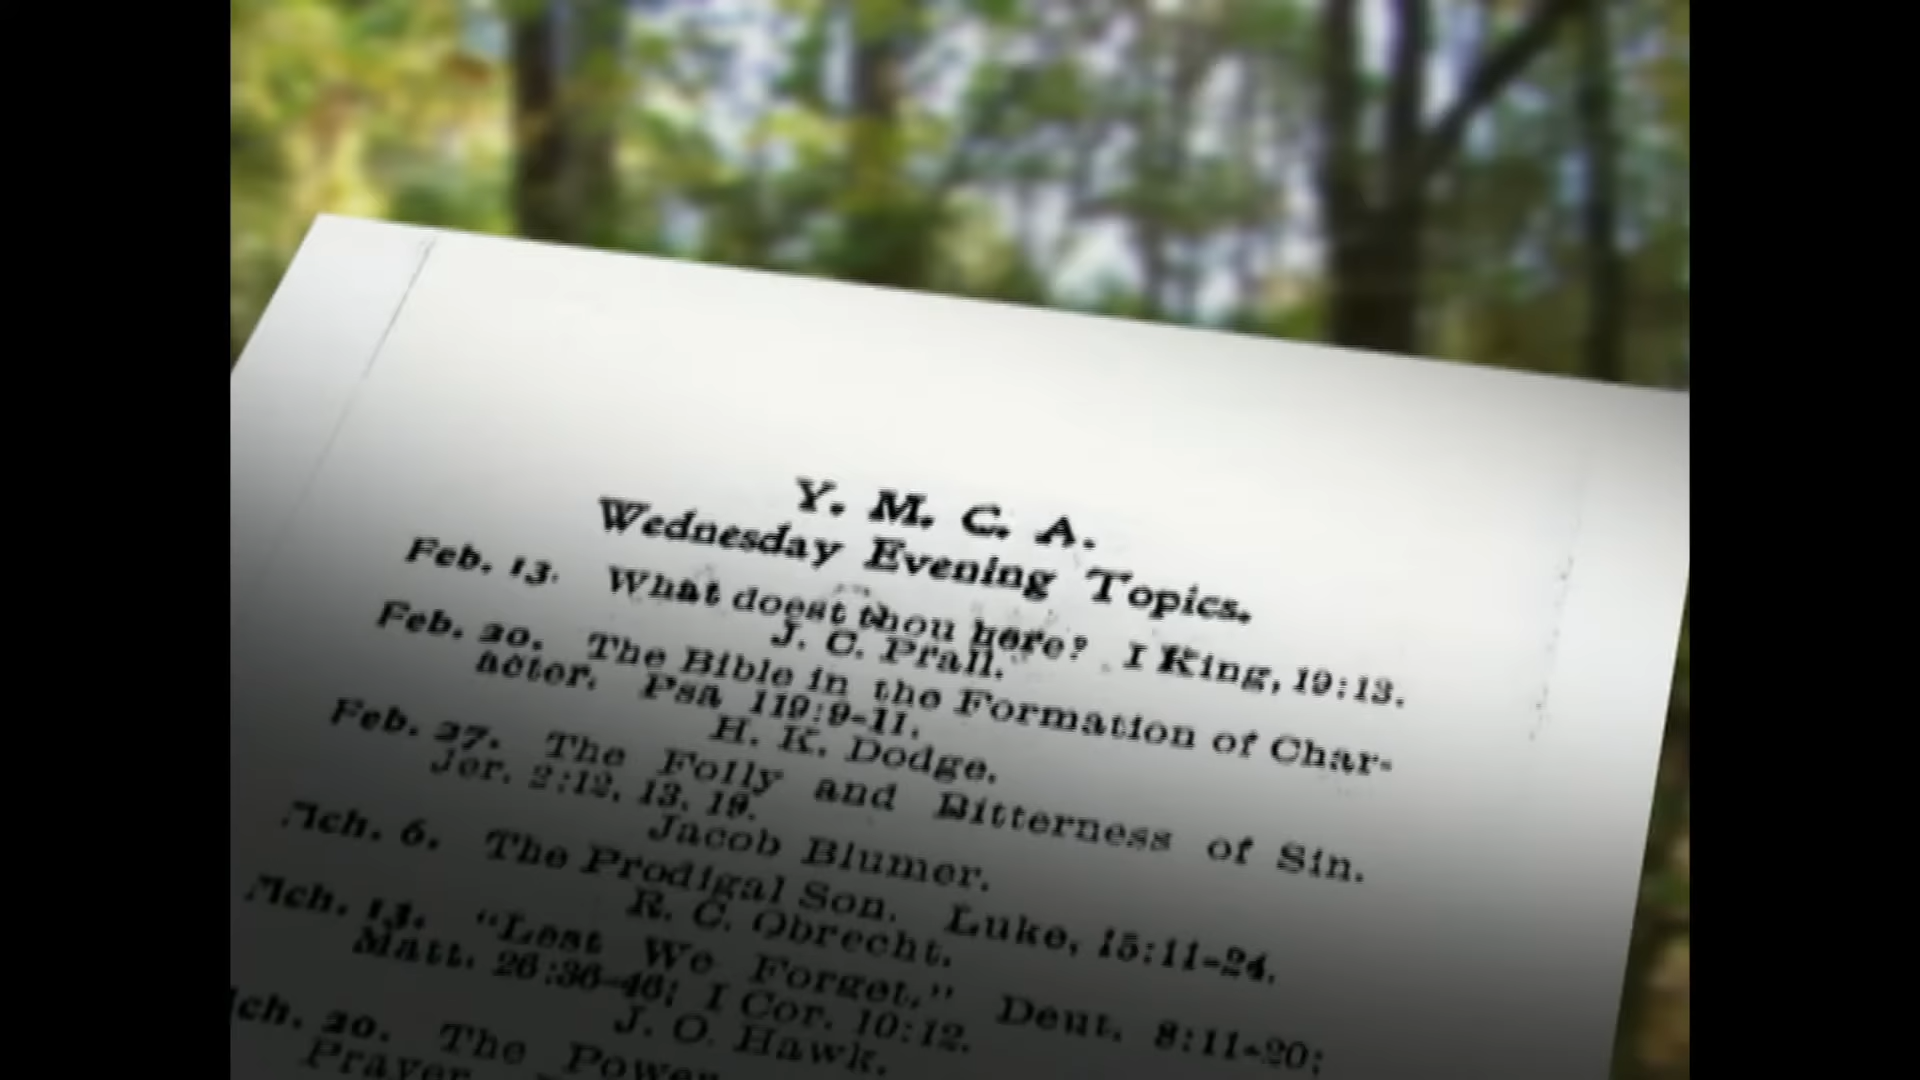 Y. M. C. A.
Wednesday Evening Topics.
Feb. 13. What doest thou here? I King, 19:13.
J. C. Prall.
Feb. 20. The Bible in the Formation of Char-
acter. Psa 119:9-11.
H. K. Dodge.
Feb. 27. The Folly and Bitterness of Sin.
Jer. 2:12, 13, 19.
Jacob Blumer.
Mch. 6. The Prodigal Son. Luke, 15:11-24.
R. C. Obrecht.
Mch. 13. "Lest We Forget." Deut. 8:11-20;
Matt. 26:36-46; I Cor. 10:12.
J. O. Hawk.
Mch. 20. The Power
Prayer